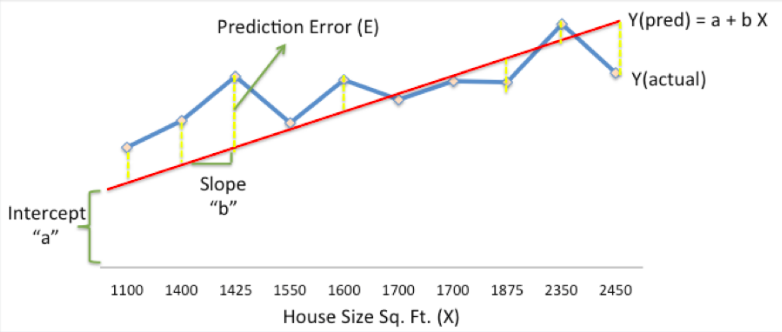 Prediction Error (E)
Y(pred) = a + b X
Y(actual)
Slope
“b”
Intercept
“a”
1100 1400 1425 1550 1600 1700 1700 1875 2350 2450
House Size Sq. Ft. (X)